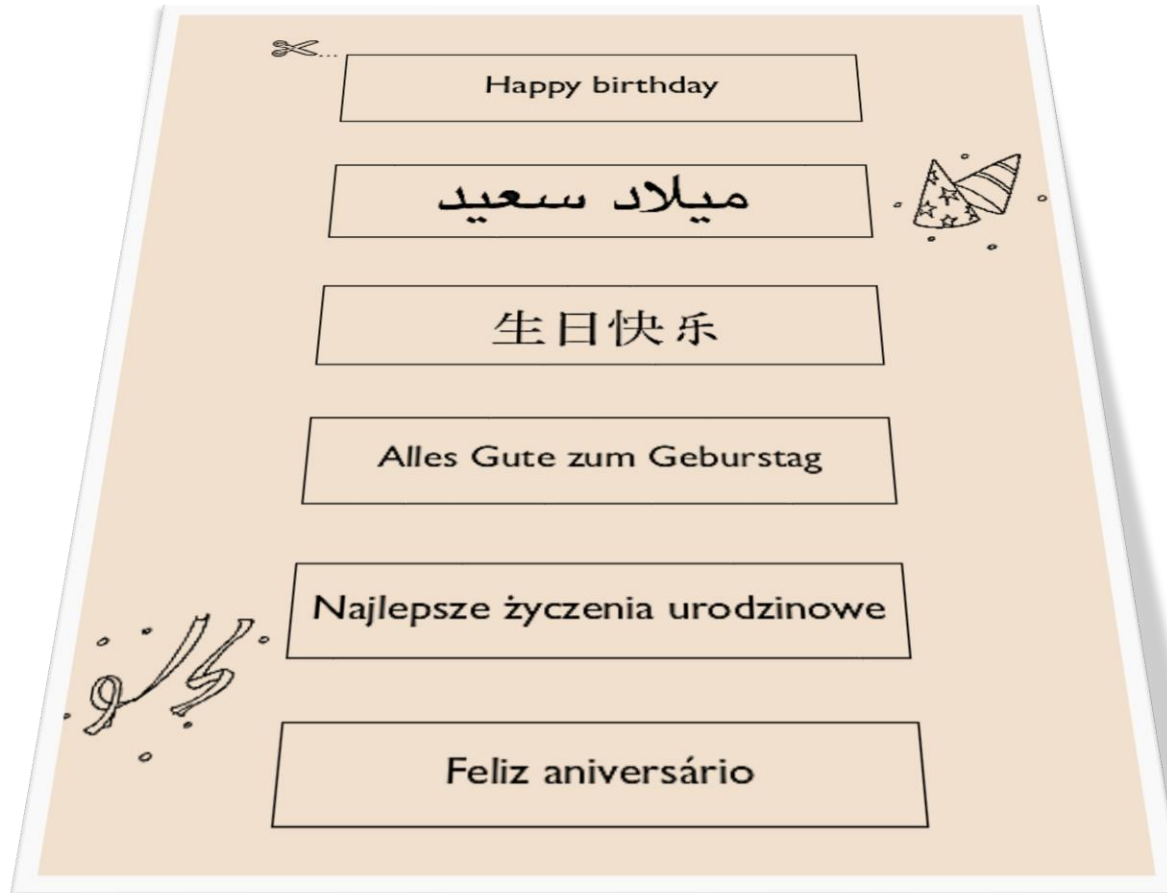 Happy birthday
ميلاد سعيد
生日快乐
Alles Gute zum Geburstag
Najlepsze życzenia urodzinowe
Feliz aniversário